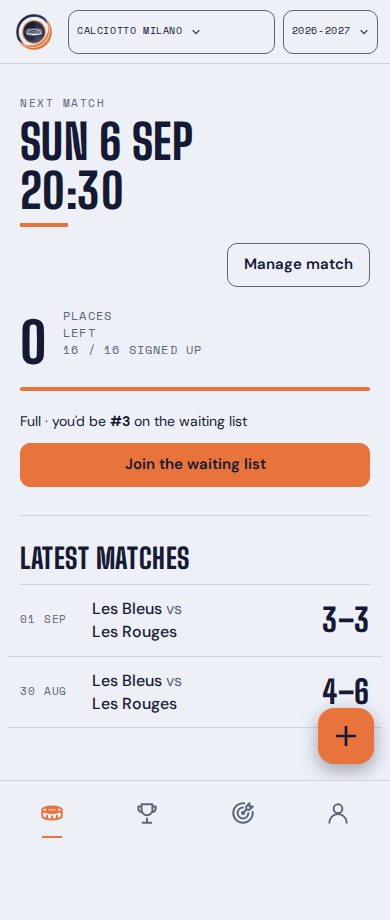 CALCIOTTO MILANO
2026-2027
NEXT MATCH
SUN 6 SEP
20:30
Manage match
0
PLACES
LEFT
16 / 16 SIGNED UP
Full · you'd be #3 on the waiting list
Join the waiting list
LATEST MATCHES
01 SEP
Les Bleus vs
Les Rouges
3–3
30 AUG
Les Bleus vs
Les Rouges
4–6